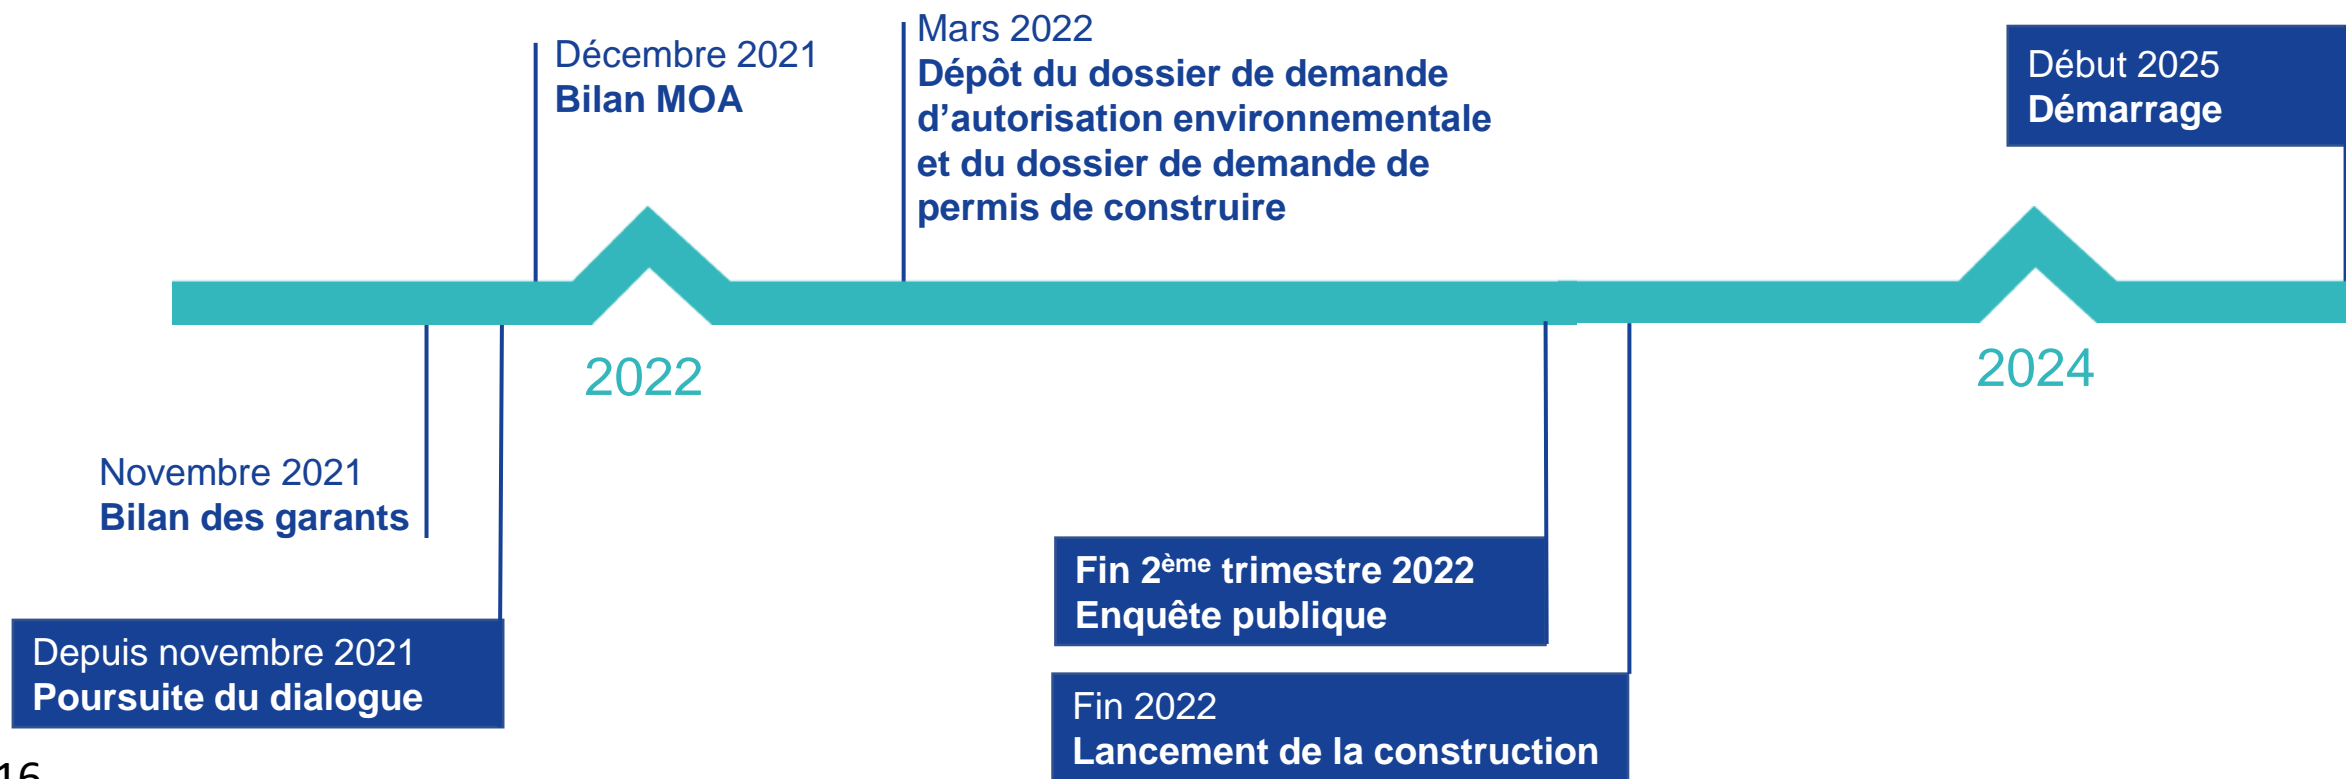 Décembre 2021
Bilan MOA
Mars 2022
Dépôt du dossier de demande
d’autorisation environnementale
et du dossier de demande de
permis de construire
Début 2025
Démarrage
2022
2024
Novembre 2021
Bilan des garants
Depuis novembre 2021
Poursuite du dialogue
Fin 2ème trimestre 2022
Enquête publique
Fin 2022
Lancement de la construction
16